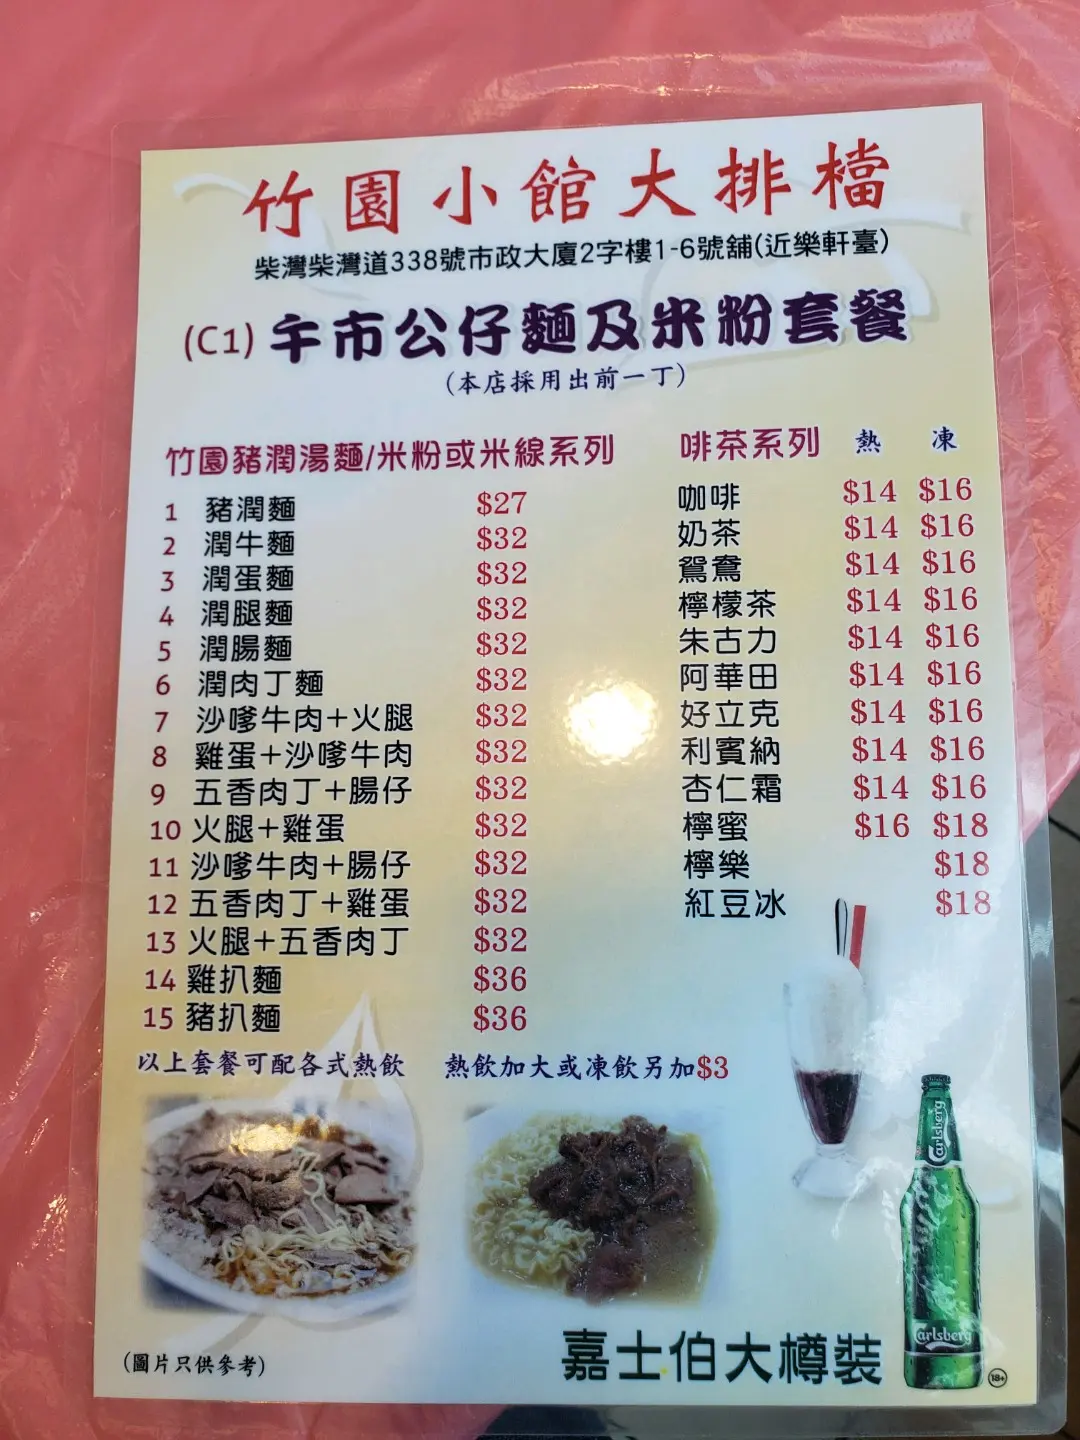 竹園小館大排檔
柴灣柴灣道338號市政大廈2字樓1-6號舖(近樂軒臺)
(C1) 午市公仔麵及米粉套餐
(本店採用出前一丁)
竹園豬潤湯麵/米粉或米線系列
1 豬潤麵 $27
2 潤牛麵 $32
3 潤蛋麵 $32
4 潤腿麵 $32
5 潤腸麵 $32
6 潤肉丁麵 $32
7 沙嗲牛肉+火腿 $32
8 雞蛋+沙嗲牛肉 $32
9 五香肉丁+腸仔 $32
10 火腿+雞蛋 $32
11 沙嗲牛肉+腸仔 $32
12 五香肉丁+雞蛋 $32
13 火腿+五香肉丁 $32
14 雞扒麵 $36
15 豬扒麵 $36
啡茶系列 熱 凍
咖啡 $14 $16
奶茶 $14 $16
鴛鴦 $14 $16
檸檬茶 $14 $16
朱古力 $14 $16
阿華田 $14 $16
好立克 $14 $16
利賓納 $14 $16
杏仁霜 $14 $16
檸蜜 $16 $18
檸樂 $18
紅豆冰 $18
以上套餐可配各式熱飲 熱飲加大或凍飲另加$3
Carlsberg
Carlsberg
嘉士伯大樽裝
18+
(圖片只供參考)